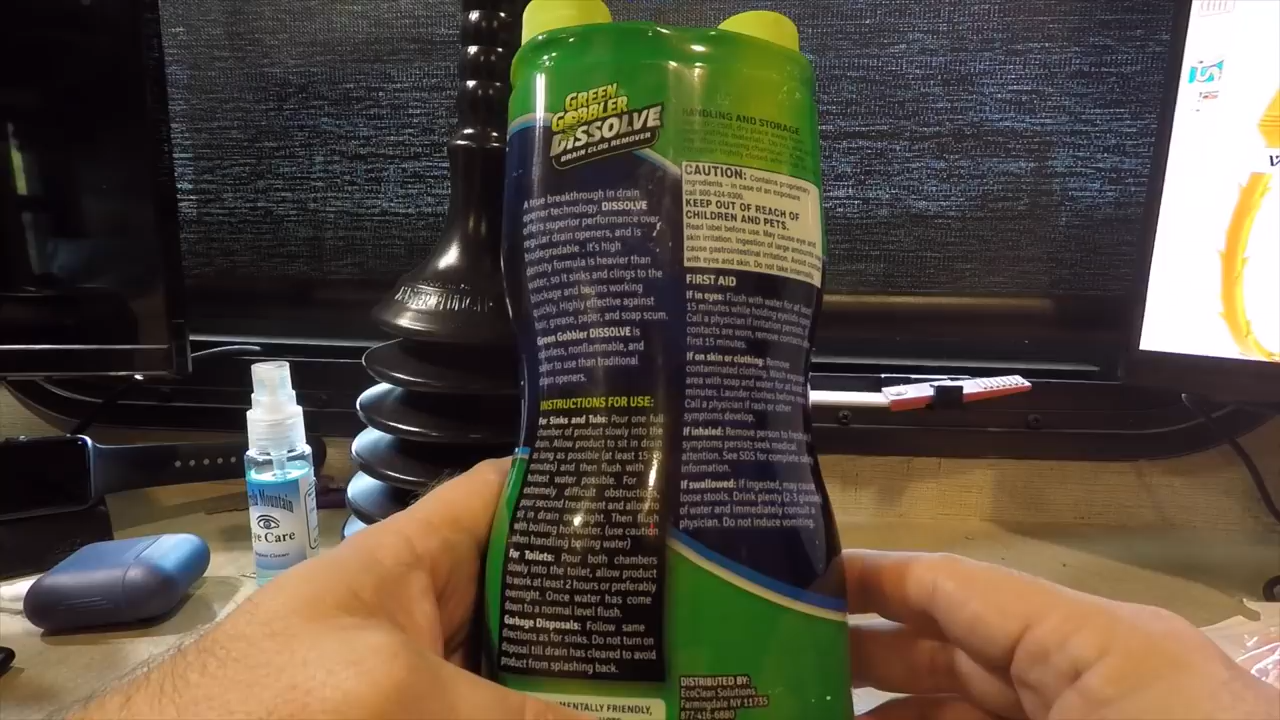 GREEN
GOBBLER
DISSOLVE
DRAIN CLOG REMOVER
A true breakthrough in drain
opener technology. DISSOLVE
offers superior performance over
regular drain openers, and is
biodegradable . It's high
density formula is heavier than
water, so it sinks and clings to the
blockage and begins working
quickly. Highly effective against
hair, grease, paper, and soap scum.
Green Gobbler DISSOLVE is
odorless, nonflammable, and
safer to use than traditional
drain openers.
INSTRUCTIONS FOR USE:
For Sinks and Tubs: Pour one full
chamber of product slowly into the
drain. Allow product to sit in drain
as long as possible (at least 15-30
minutes) and then flush with
hottest water possible. For
extremely difficult obstructions,
pour second treatment and allow to
sit in drain overnight. Then flush
with boiling hot water. (use caution
when handling boiling water)
For Toilets: Pour both chambers
slowly into the toilet, allow product
to work at least 2 hours or preferably
overnight. Once water has come
down to a normal level flush.
Garbage Disposals: Follow same
directions as for sinks. Do not turn on
disposal till drain has cleared to avoid
product from splashing back.
MENTALLY FRIENDLY,
HANDLING AND STORAGE
cool, dry place away
materials. Do
than cleaning
tightly closed
CAUTION: Contains proprietary
ingredients – in case of an exposure
call 800-424-9300.
KEEP OUT OF REACH OF
CHILDREN AND PETS.
Read label before use. May cause eye and
skin irritation. Ingestion of large amounts
cause gastrointestinal irritation. Avoid
with eyes and skin. Do not take internally.
FIRST AID
If in eyes: Flush with water for at least
15 minutes while holding eyelids
Call a physician if irritation persists.
contacts are worn, remove contacts
first 15 minutes.
If on skin or clothing: Remove
contaminated clothing. Wash
area with soap and water for at least
minutes. Launder clothes before
Call a physician if rash or other
symptoms develop.
If inhaled: Remove person to fresh
symptoms persist; seek medical
attention. See SDS for complete
information.
If swallowed: If ingested, may cause
loose stools. Drink plenty (2-3
of water and immediately consult a
physician. Do not induce vomiting.
DISTRIBUTED BY:
EcoClean Solutions
Farmingdale NY 11735
877-416-6880
MASTER PLUNGER
Mountain
Eye Care
Cleaner